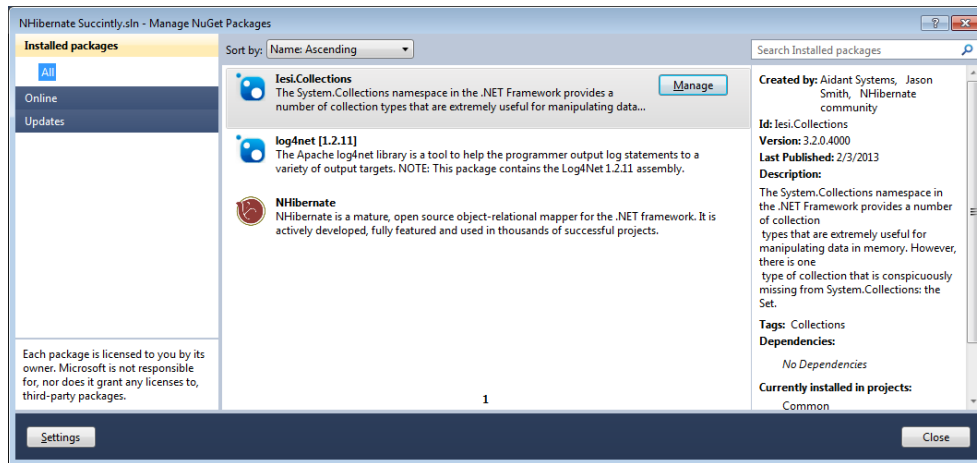 NHibernate Succintly.sln - Manage NuGet Packages
Installed packages
All
Online
Updates
Each package is licensed to you by its
owner. Microsoft is not responsible
for, nor does it grant any licenses to,
third-party packages.
Sort by: Name: Ascending
Iesi.Collections
The System.Collections namespace in the .NET Framework provides a
number of collection types that are extremely useful for manipulating data...
Manage
log4net [1.2.11]
The Apache log4net library is a tool to help the programmer output log statements to a
variety of output targets. NOTE: This package contains the Log4Net 1.2.11 assembly.
NHibernate
NHibernate is a mature, open source object-relational mapper for the .NET framework. It is
actively developed, fully featured and used in thousands of successful projects.
1
Search Installed packages
Created by: Aidant Systems, Jason
Smith, NHibernate
community
Id: Iesi.Collections
Version: 3.2.0.4000
Last Published: 2/3/2013
Description:
The System.Collections namespace in
the .NET Framework provides a number
of collection
types that are extremely useful for
manipulating data in memory. However,
there is one
type of collection that is conspicuously
missing from System.Collections: the
Set.
Tags: Collections
Dependencies:
No Dependencies
Currently installed in projects:
Common
Settings
Close